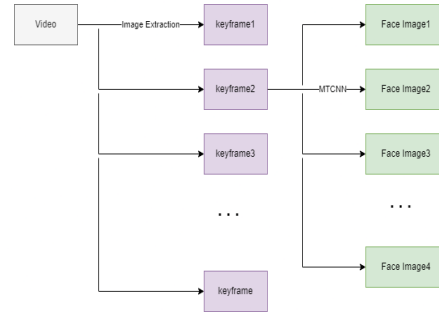 Video
Image Extraction
keyframe1
Face Image1
keyframe2
MTCNN
Face Image2
keyframe3
Face Image3
...
...
keyframe
Face Image4